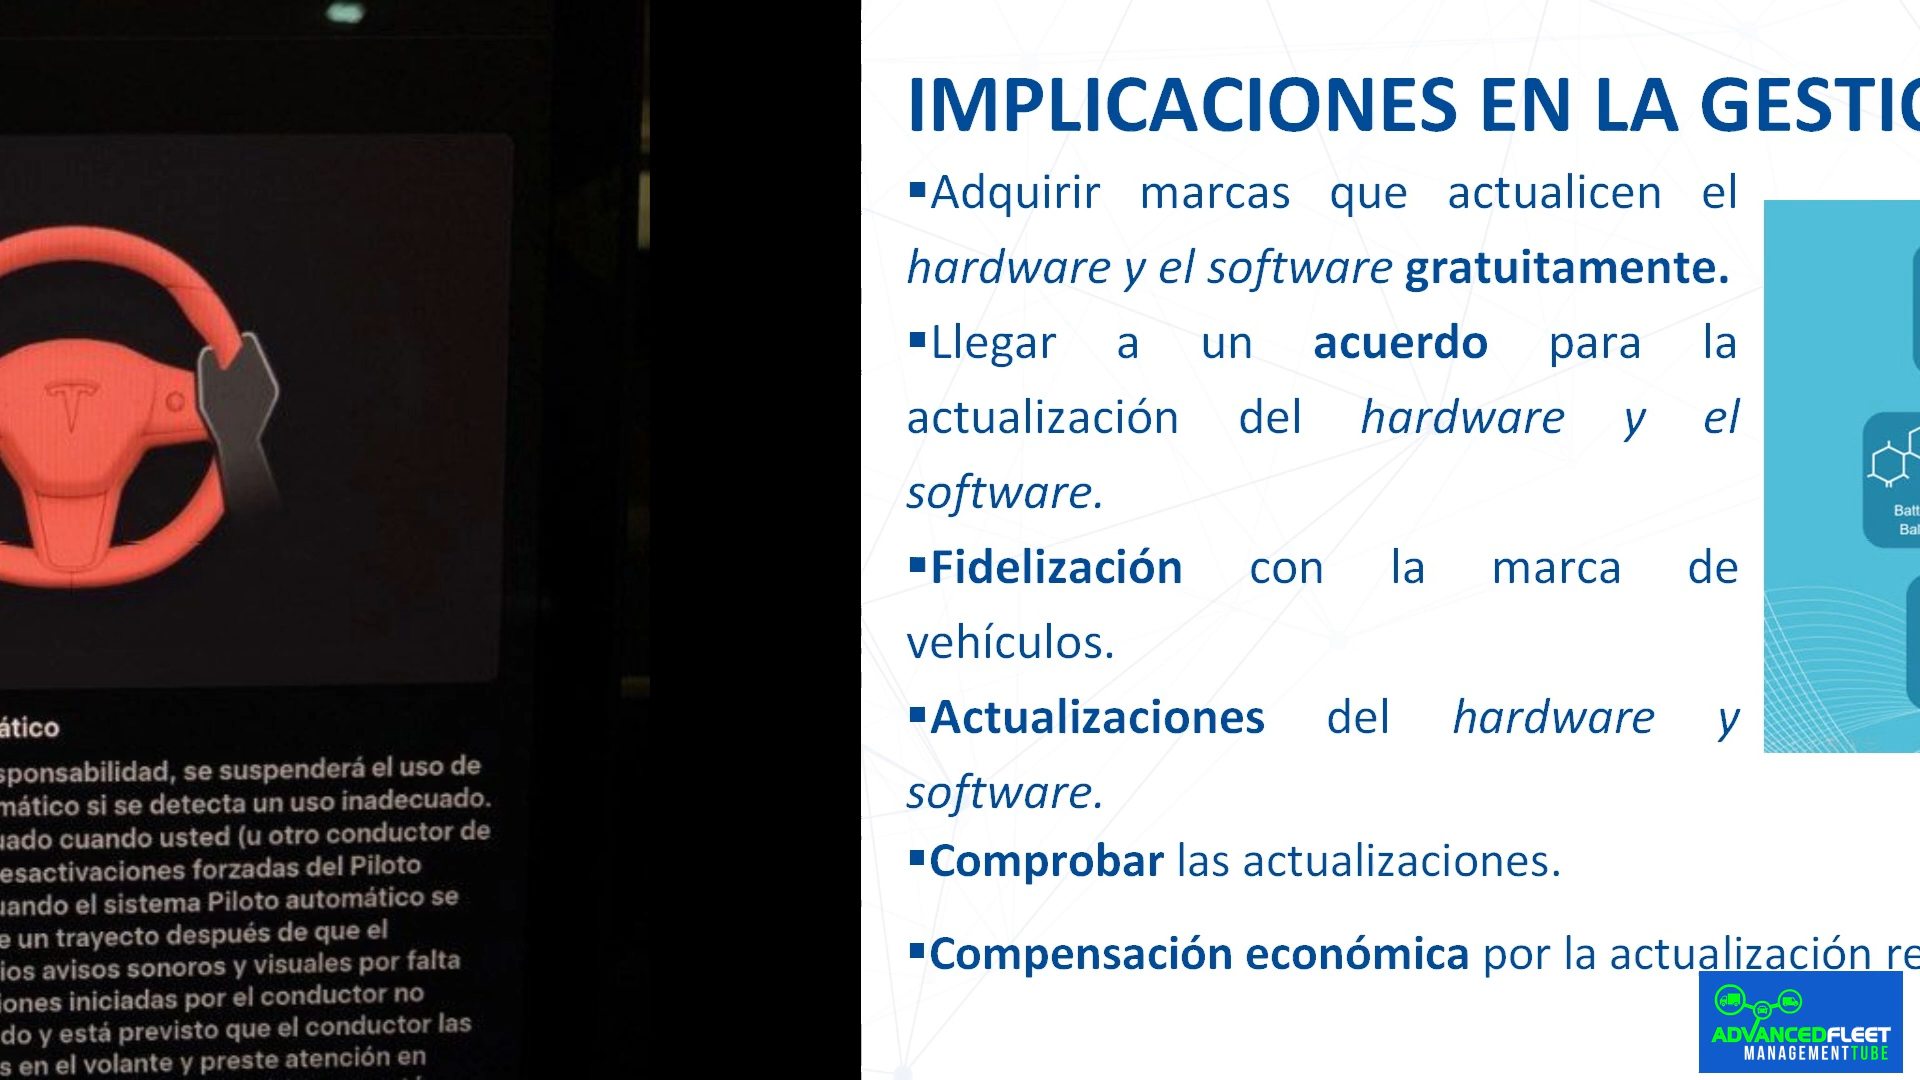 ático
sponsabilidad, se suspenderá el uso de
mático si se detecta un uso inadecuado.
uado cuando usted (u otro conductor de
esactivaciones forzadas del Piloto
uando el sistema Piloto automático se
e un trayecto después de que el
ios avisos sonoros y visuales por falta
iones iniciadas por el conductor no
do y está previsto que el conductor las
s en el volante y preste atención en
IMPLICACIONES EN LA GESTIO
▪Adquirir marcas que actualicen el
hardware y el software gratuitamente.
▪Llegar a un acuerdo para la
actualización del hardware y el
software.
▪Fidelización con la marca de
vehículos.
▪Actualizaciones del hardware y
software.
▪Comprobar las actualizaciones.
▪Compensación económica por la actualización re
Batt
Bal
ADVANCEDFLEET
MANAGEMENTTUBE